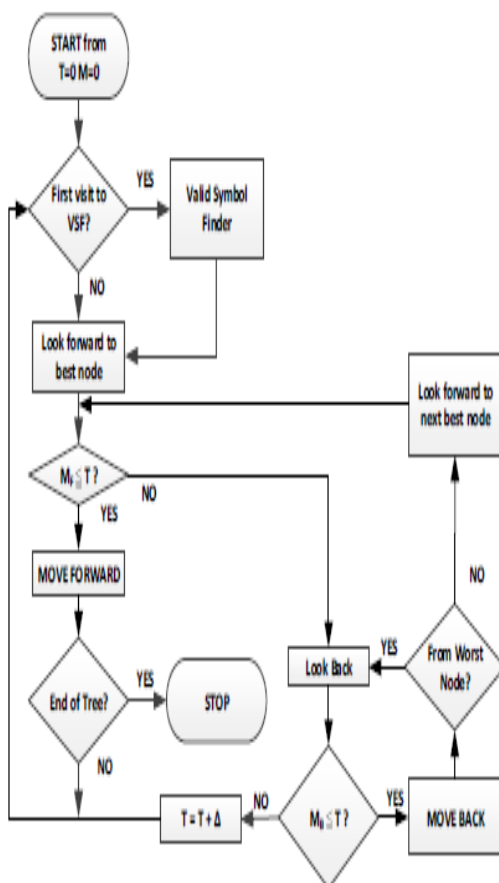 START from
T=0 M=0
First visit to
VSF?
YES
Valid Symbol
Finder
NO
Look forward to
best node
Look forward to
next best node
M_F ≦ T ?
NO
YES
MOVE FORWARD
NO
End of Tree?
YES
STOP
Look Back
YES
From Worst
Node?
NO
T = T + Δ
NO
M_B ≦ T ?
YES
MOVE BACK